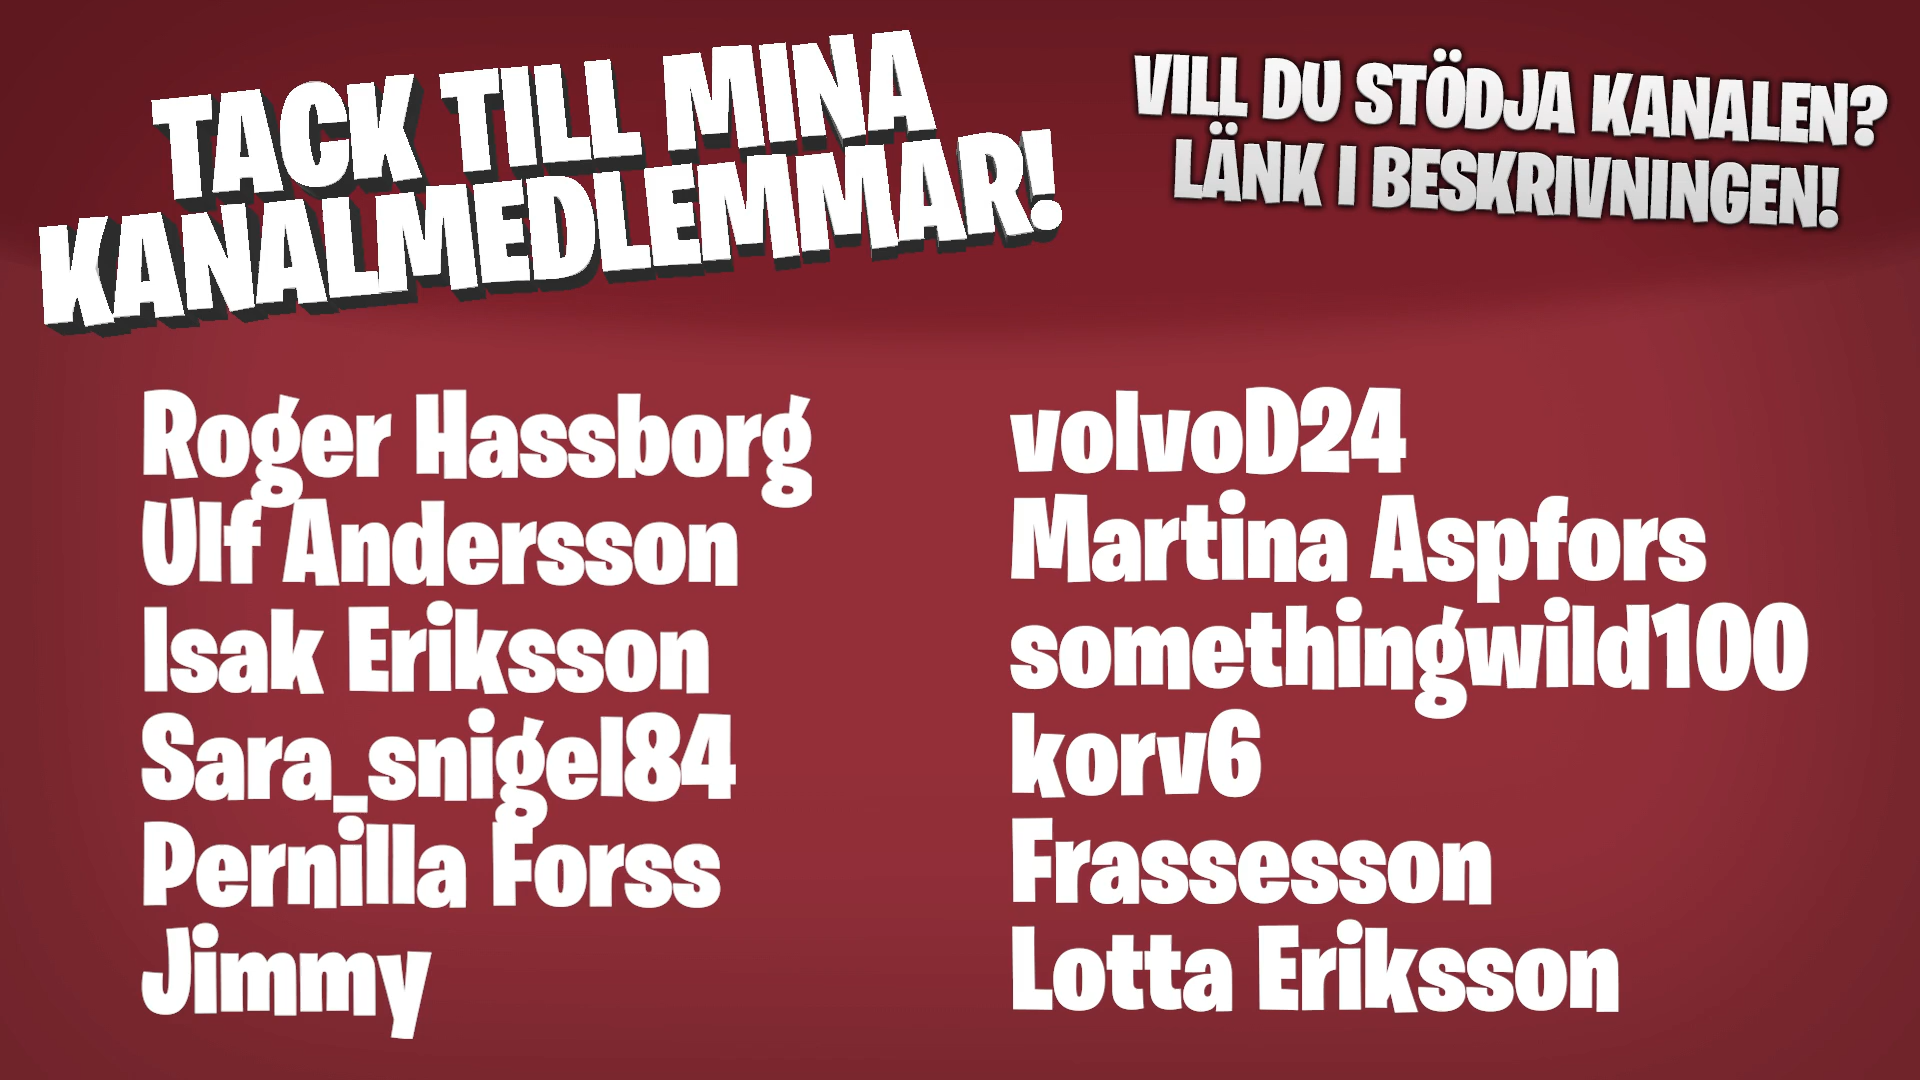 TACK TILL MINA
KANALMEDLEMMAR!
VILL DU STÖDJA KANALEN?
LÄNK I BESKRIVNINGEN!
Roger Hassborg
Ulf Andersson
Isak Eriksson
Sara_snigel84
Pernilla Forss
Jimmy
volvoD24
Martina Aspfors
somethingwild100
korv6
Frassesson
Lotta Eriksson